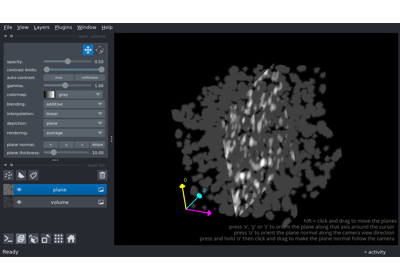 File View Layers Plugins Window Help
layer controls
opacity: 0.50
contrast limits:
auto-contrast: once continuous
gamma: 1.00
colormap: gray
blending: additive
interpolation: linear
depiction: plane
rendering: average
plane normal: x y z
plane thickness: 10.00
layer list
plane
volume
0
hift + click and drag to move the planes
press 'x', 'y' or 'z' to orient the plane along that axis around the cursor
press 'o' to orient the plane normal along the camera view direction
press and hold 'o' then click and drag to make the plane normal follow the camera
Ready
activity